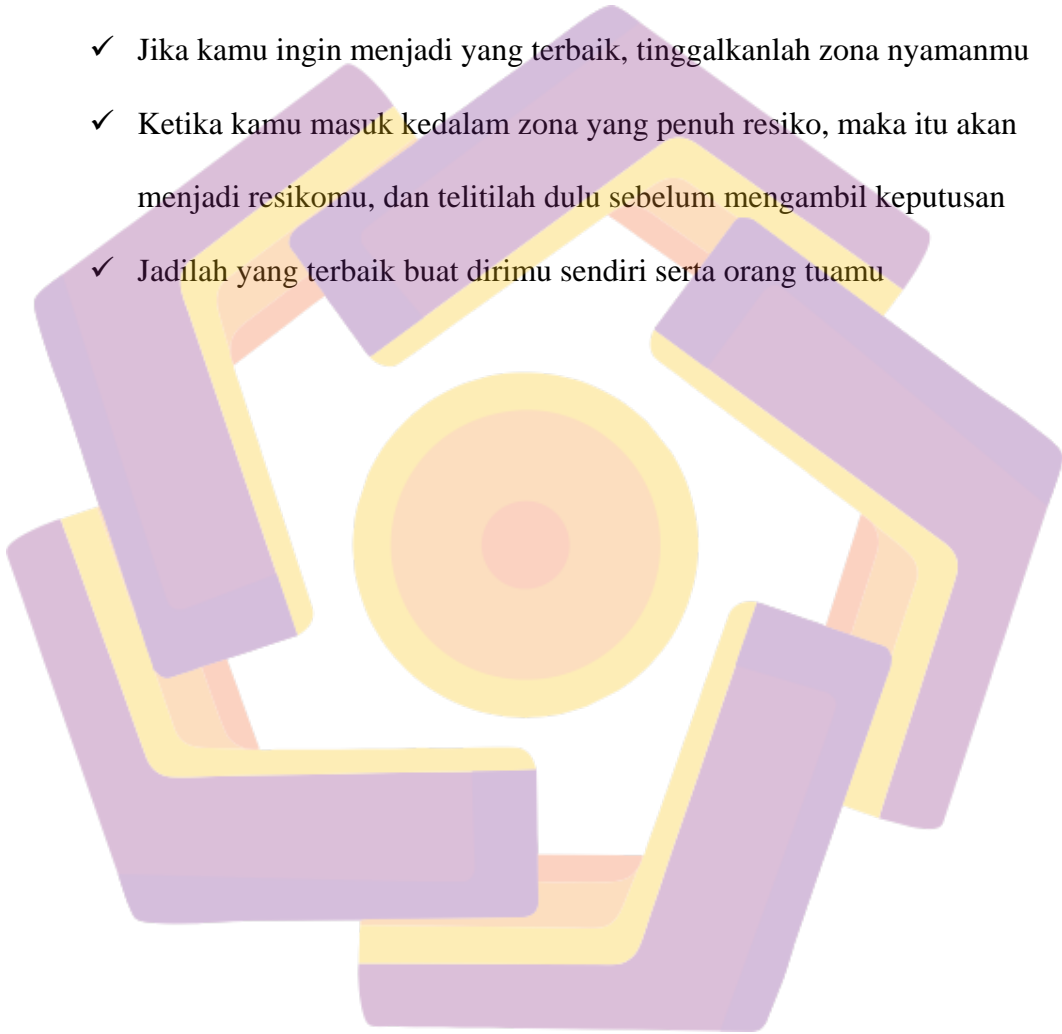 ✓ Jika kamu ingin menjadi yang terbaik, tinggalkanlah zona nyamanmu
✓ Ketika kamu masuk kedalam zona yang penuh resiko, maka itu akan
menjadi resikomu, dan telitilah dulu sebelum mengambil keputusan
✓ Jadilah yang terbaik buat dirimu sendiri serta orang tuamu